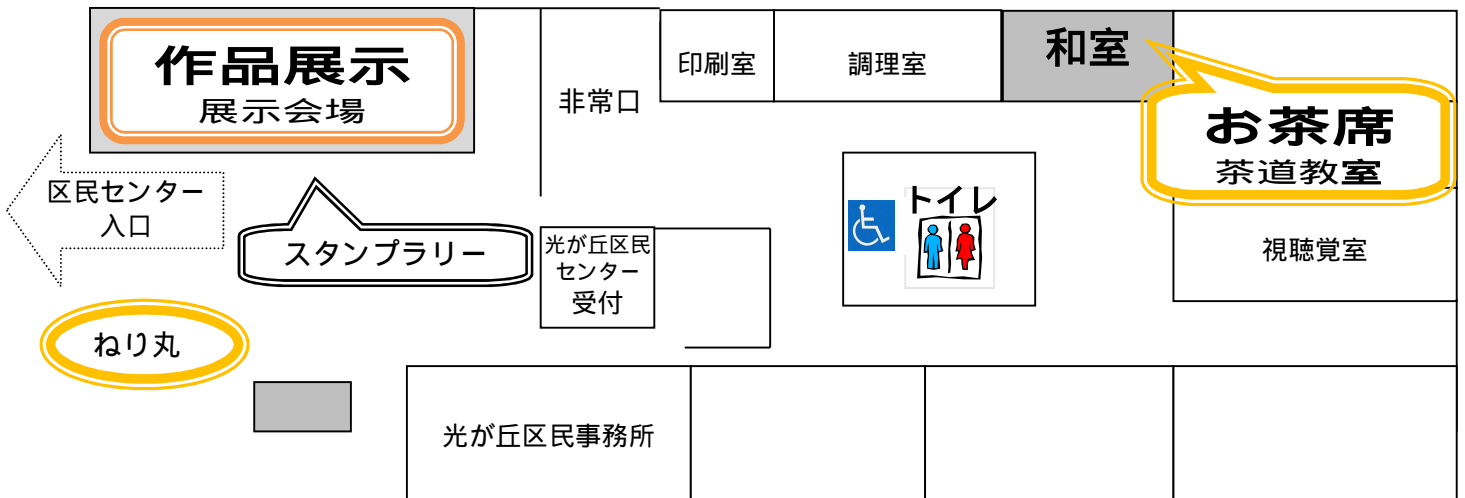 作品展示
展示会場
非常口
印刷室
調理室
和室
お茶席
茶道教室
区民センター
入口
スタンプラリー
光が丘区民
センター
受付
トイレ
視聴覚室
ねり丸
光が丘区民事務所